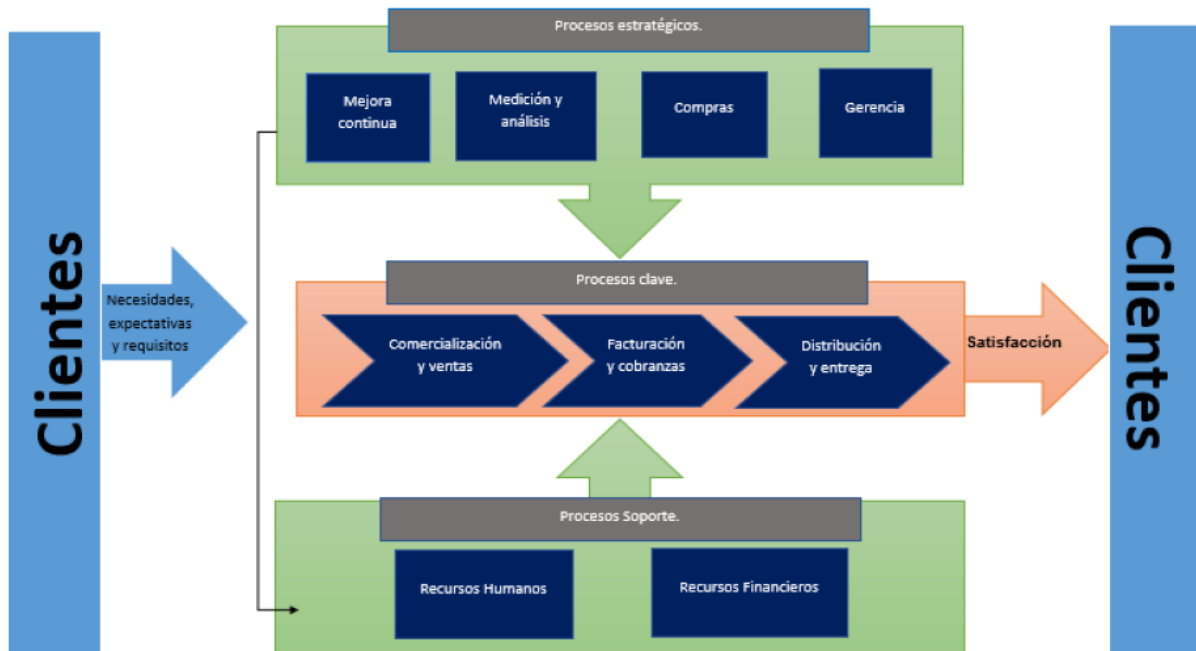 Clientes
Necesidades,
expectativas
y requisitos
Procesos estratégicos.
Mejora
continua
Medición y
análisis
Compras
Gerencia
Procesos clave.
Comercialización
y ventas
Facturación
y cobranzas
Distribución
y entrega
Satisfacción
Procesos Soporte.
Recursos Humanos
Recursos Financieros
Clientes